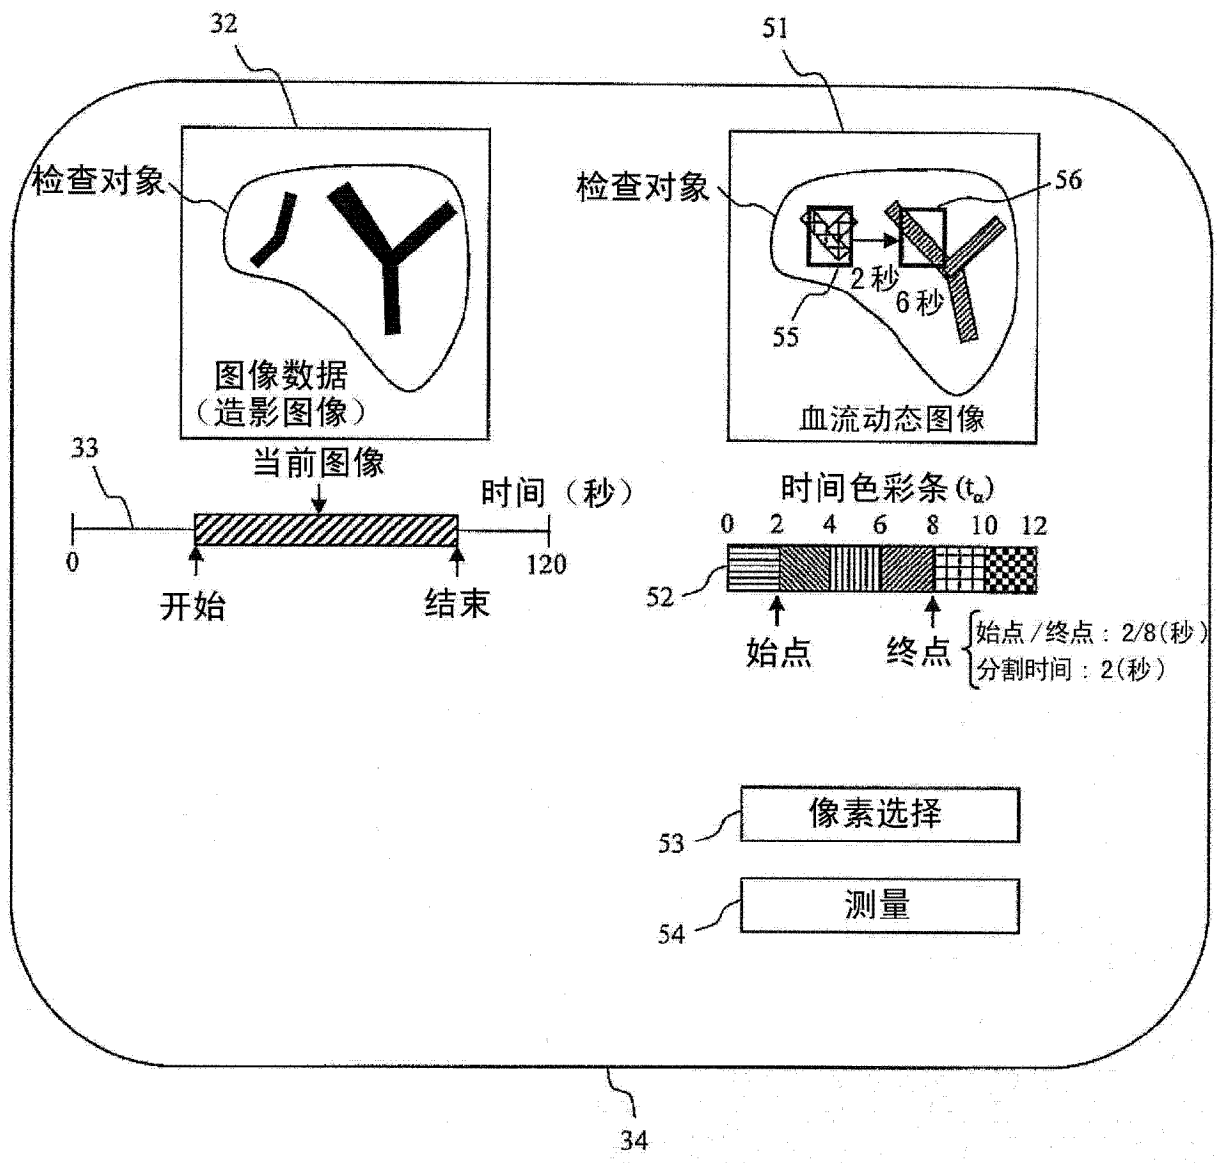 32
51
检查对象
检查对象
56
2秒
6秒
55
图像数据
（造影图像）
血流动态图像
33
当前图像
时间（秒）
0
120
开始
结束
时间色彩条(tα)
0 2 4 6 8 10 12
52
始点
终点
始点/终点：2/8(秒)
分割时间：2(秒)
像素选择
53
测量
54
34